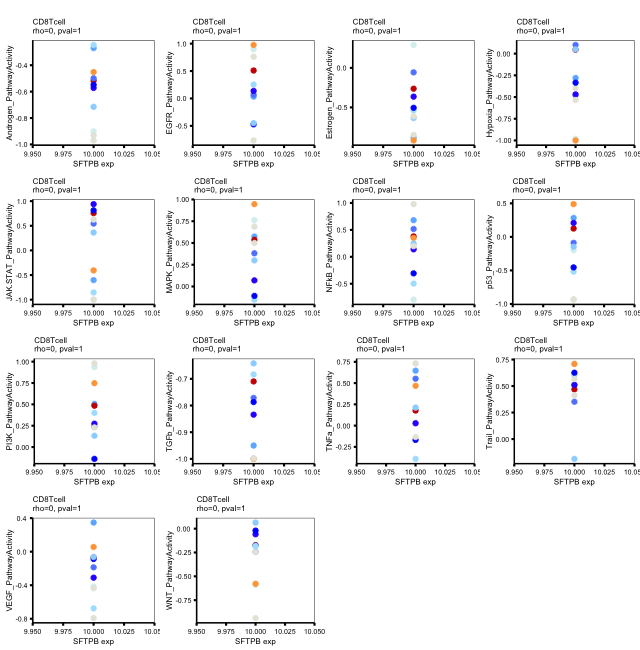 CD8Tcell
rho=0, pval=1
Androgen_PathwayActivity
-0.4
-0.6
-0.8
-1.0
9.950 9.975 10.000 10.025 10.05
SFTPB exp
CD8Tcell
rho=0, pval=1
EGFR_PathwayActivity
1.0
0.5
0.0
-0.5
9.950 9.975 10.000 10.025 10.05
SFTPB exp
CD8Tcell
rho=0, pval=1
Estrogen_PathwayActivity
0.0
-0.5
9.950 9.975 10.000 10.025 10.05
SFTPB exp
CD8Tcell
rho=0, pval=1
Hypoxia_PathwayActivity
0.00
-0.25
-0.50
-0.75
-1.00
9.950 9.975 10.000 10.025 10.05
SFTPB exp
CD8Tcell
rho=0, pval=1
JAK.STAT_PathwayActivity
1.0
0.5
0.0
-0.5
-1.0
9.950 9.975 10.000 10.025 10.05
SFTPB exp
CD8Tcell
rho=0, pval=1
MAPK_PathwayActivity
1.00
0.75
0.50
0.25
0.00
9.950 9.975 10.000 10.025 10.05
SFTPB exp
CD8Tcell
rho=0, pval=1
NFkB_PathwayActivity
1.0
0.5
0.0
-0.5
9.950 9.975 10.000 10.025 10.05
SFTPB exp
CD8Tcell
rho=0, pval=1
p53_PathwayActivity
0.5
0.0
-0.5
-1.0
9.950 9.975 10.000 10.025 10.05
SFTPB exp
CD8Tcell
rho=0, pval=1
PI3K_PathwayActivity
1.00
0.75
0.50
0.25
0.00
9.950 9.975 10.000 10.025 10.05
SFTPB exp
CD8Tcell
rho=0, pval=1
TGFb_PathwayActivity
-0.7
-0.8
-0.9
-1.0
9.950 9.975 10.000 10.025 10.05
SFTPB exp
CD8Tcell
rho=0, pval=1
TNFa_PathwayActivity
0.75
0.50
0.25
0.00
-0.25
9.950 9.975 10.000 10.025 10.05
SFTPB exp
CD8Tcell
rho=0, pval=1
Trail_PathwayActivity
0.75
0.50
0.25
0.00
9.950 9.975 10.000 10.025 10.05
SFTPB exp
CD8Tcell
rho=0, pval=1
VEGF_PathwayActivity
0.4
0.0
-0.4
-0.8
9.950 9.975 10.000 10.025 10.05
SFTPB exp
CD8Tcell
rho=0, pval=1
WNT_PathwayActivity
0.00
-0.25
-0.50
-0.75
9.950 9.975 10.000 10.025 10.050
SFTPB exp